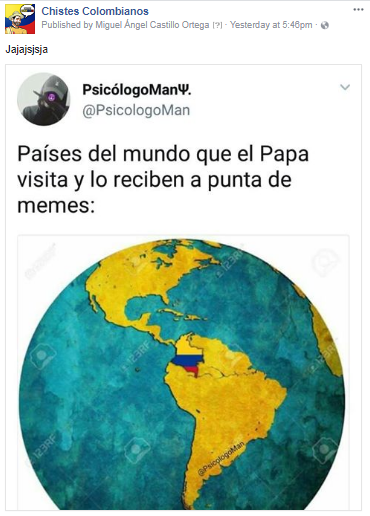 Chistes Colombianos
Published by Miguel Ángel Castillo Ortega [?] · Yesterday at 5:46pm ·
Jajajsjsja
PsicólogoManΨ.
@PsicologoMan
Países del mundo que el Papa
visita y lo reciben a punta de
memes:
@PsicologoMan